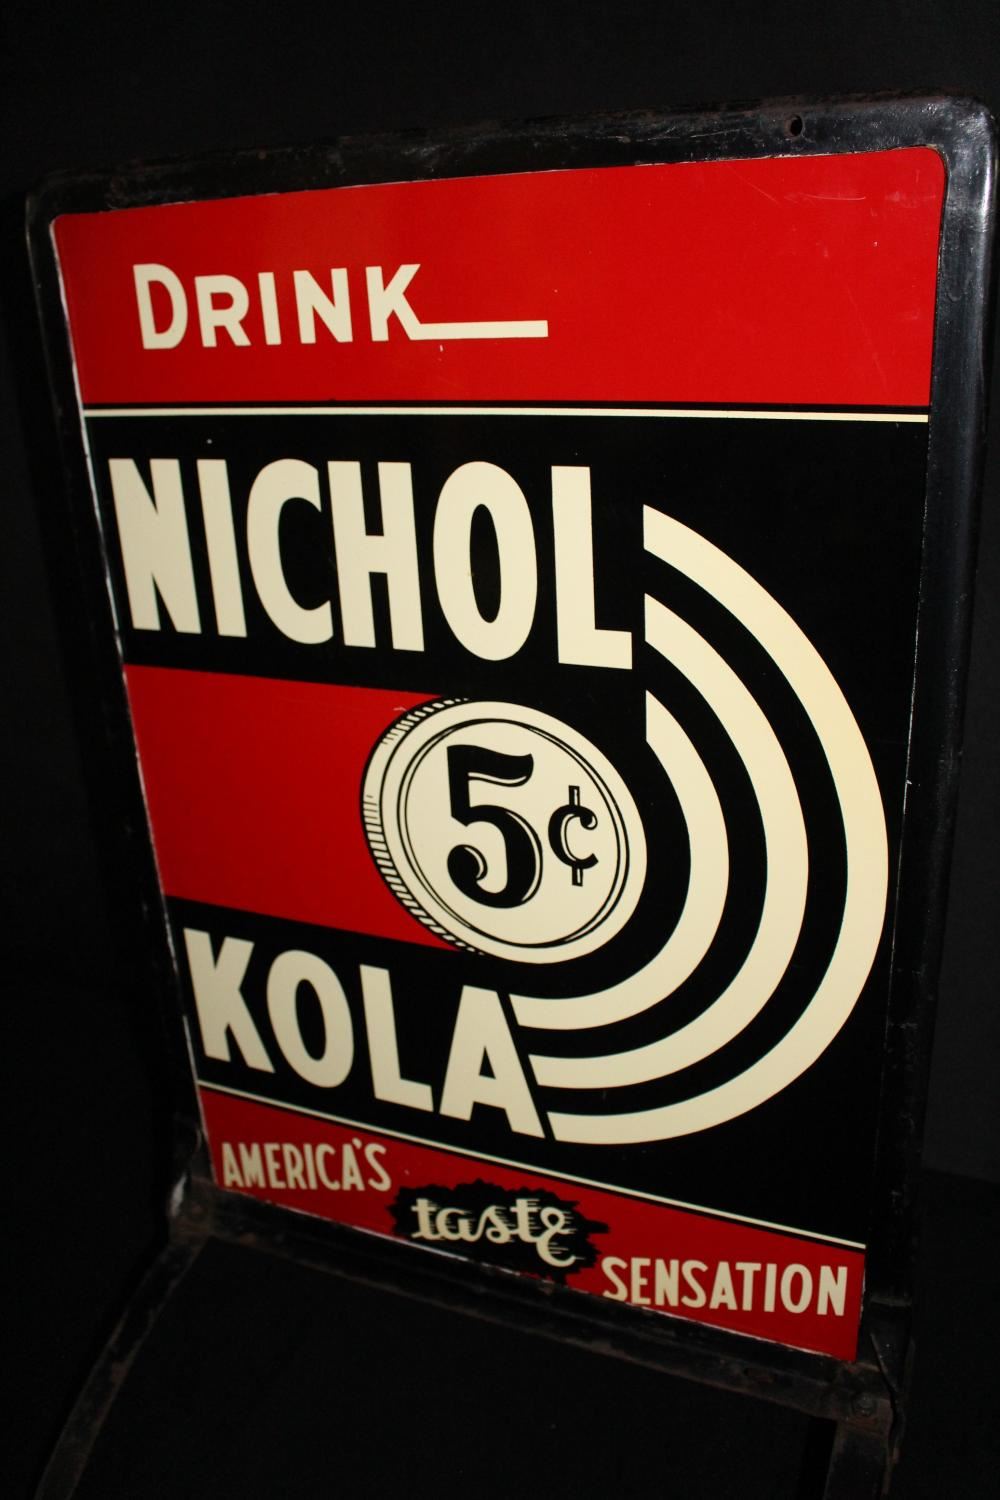 DRINK
NICHOL
5¢
KOLA
AMERICA'S
taste
SENSATION